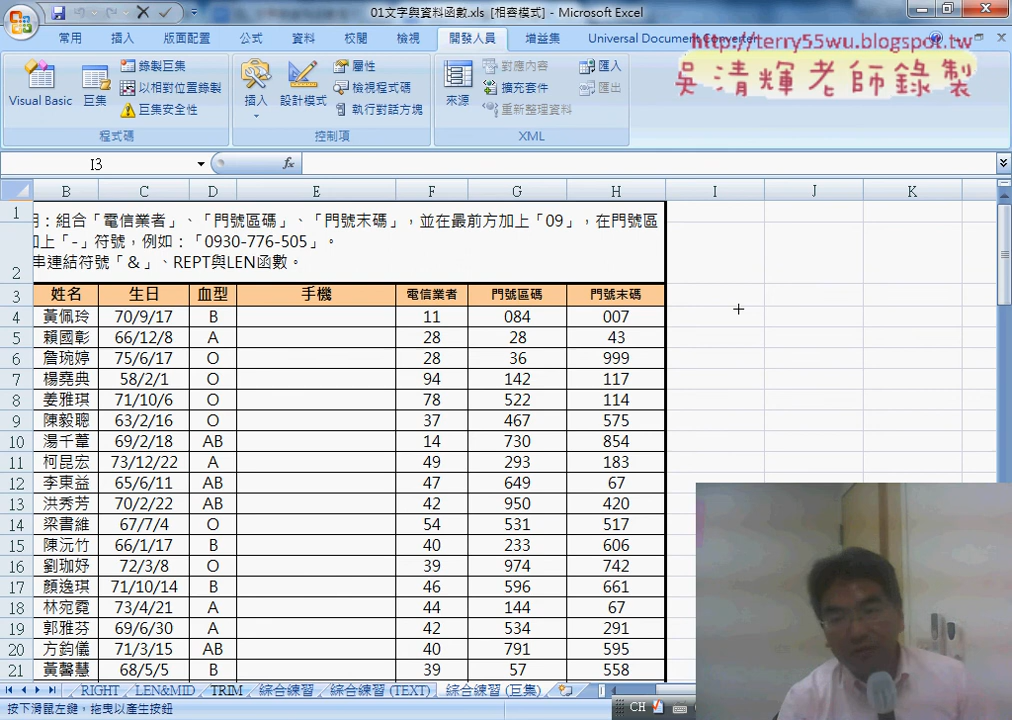 01文字與資料函數.xls [相容模式] - Microsoft Excel
常用 插入 版面配置 公式 資料 校閱 檢視 開發人員 增益集 Universal Document Converter
http://terry55wu.blogspot.tw
吳清輝老師錄製
Visual Basic 巨集 錄製巨集 以相對位置錄製 巨集安全性
插入 設計模式 屬性 檢視程式碼 執行對話方塊
來源 對應內容 擴充套件 重新整理資料 匯入 匯出
程式碼 控制項 XML
I3 fx
B C D E F G H I J K
1 明：組合「電信業者」、「門號區碼」、「門號末碼」，並在最前方加上「09」，在門號區
加上「-」符號，例如：「0930-776-505」。
2 串連結符號「&」、REPT與LEN函數。
3 姓名 生日 血型 手機 電信業者 門號區碼 門號末碼
4 黃佩玲 70/9/17 B 11 084 007
5 賴國彰 66/12/8 A 28 28 43
6 詹琬婷 75/6/17 O 28 36 999
7 楊堯典 58/2/1 O 94 142 117
8 姜雅琪 71/10/6 O 78 522 114
9 陳毅聰 63/2/16 O 37 467 575
10 湯千葦 69/2/18 AB 14 730 854
11 柯昆宏 73/12/22 A 49 293 183
12 李東益 65/6/11 AB 47 649 67
13 洪秀芳 70/2/22 AB 42 950 420
14 梁書維 67/7/4 O 54 531 517
15 陳沅竹 66/1/17 B 40 233 606
16 劉珈妤 72/3/8 O 39 974 742
17 顏逸琪 71/10/14 B 46 596 661
18 林宛霓 73/4/21 A 44 144 67
19 郭雅芬 69/6/30 A 42 534 291
20 方鈞儀 71/3/15 AB 40 791 595
21 黃馨慧 68/5/5 B 39 57 558
RIGHT LEN&MID TRIM 綜合練習 綜合練習 (TEXT) 綜合練習 (巨集)
按下滑鼠左鍵，拖曳以產生按鈕
CH